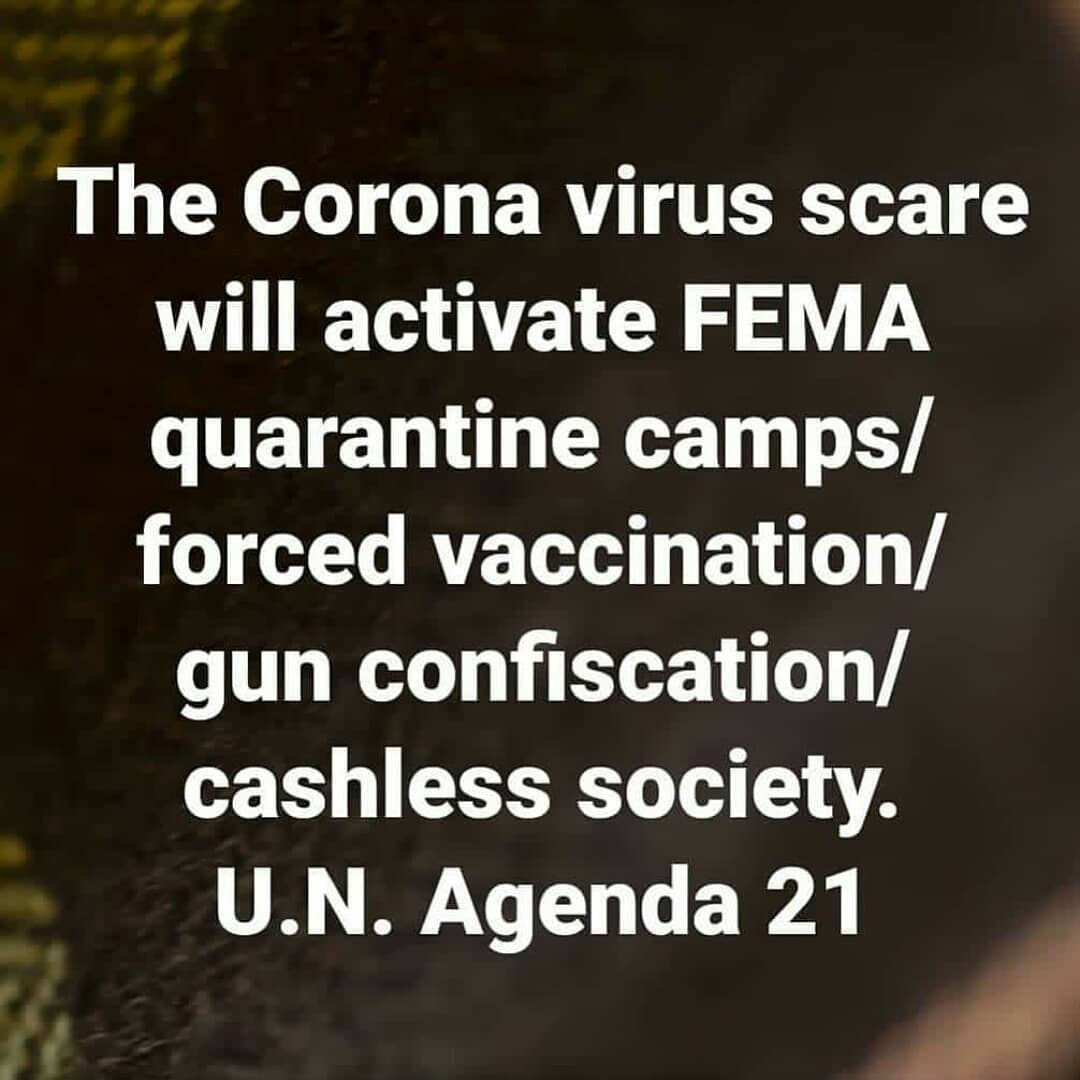 The Corona virus scare
will activate FEMA
quarantine camps/
forced vaccination/
gun confiscation/
cashless society.
U.N. Agenda 21